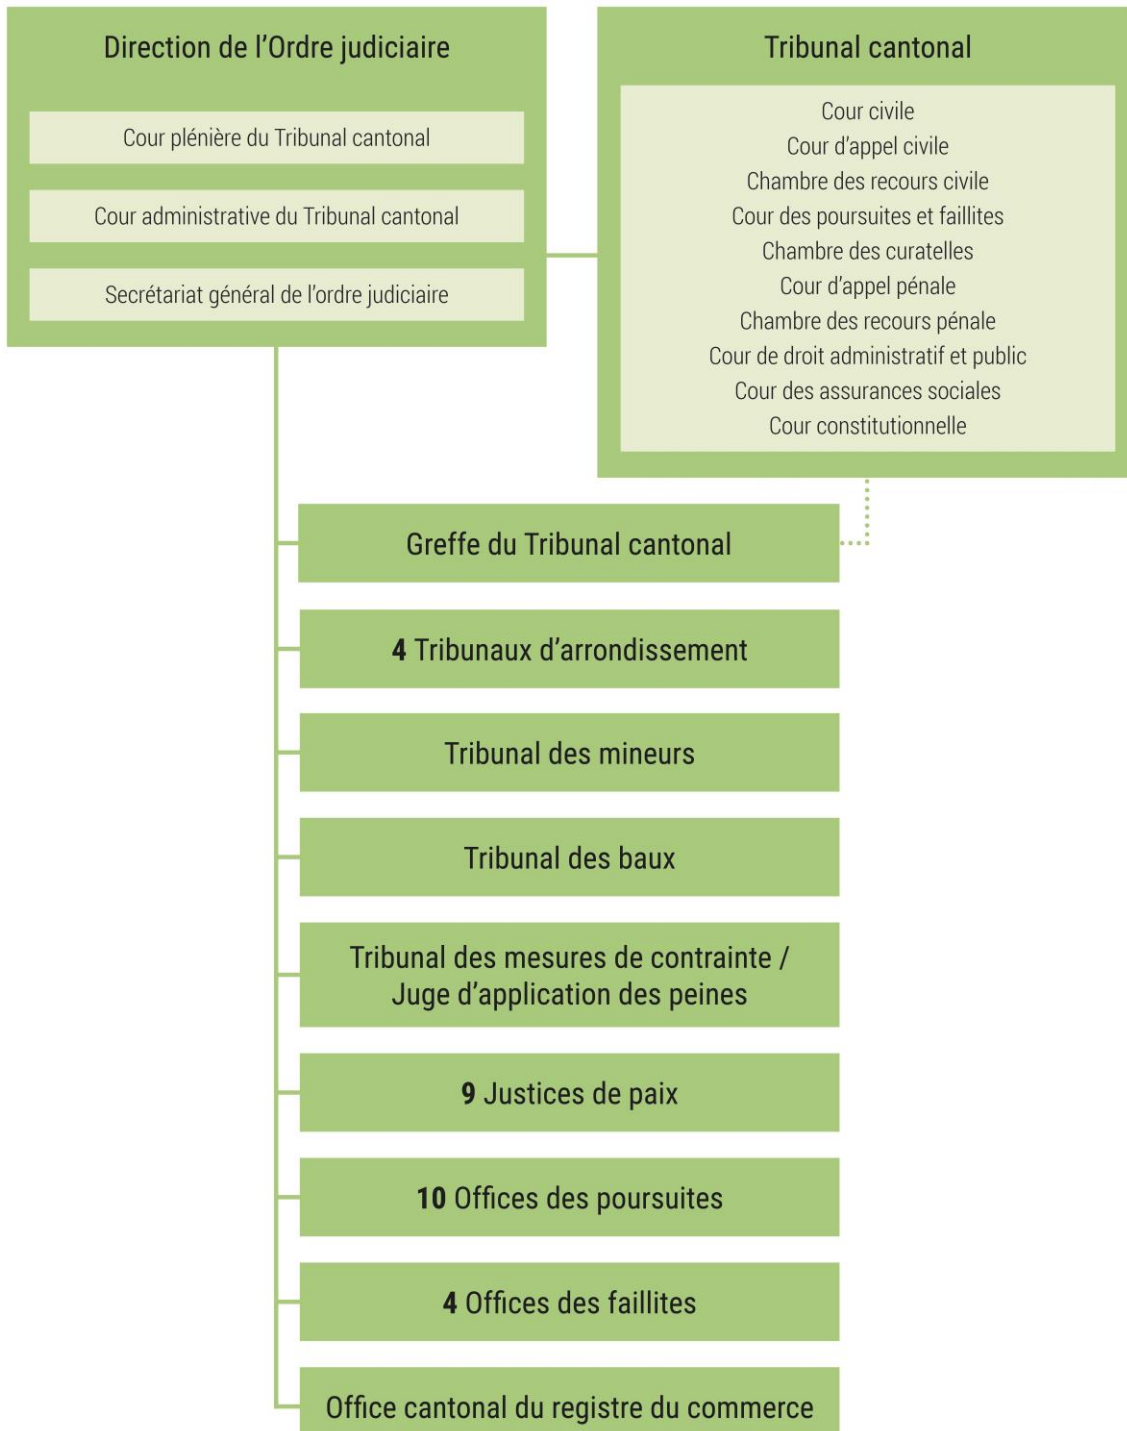 Direction de l'Ordre judiciaire
Cour plénière du Tribunal cantonal
Cour administrative du Tribunal cantonal
Secrétariat général de l'ordre judiciaire
Tribunal cantonal
Cour civile
Cour d'appel civile
Chambre des recours civile
Cour des poursuites et faillites
Chambre des curatelles
Cour d'appel pénale
Chambre des recours pénale
Cour de droit administratif et public
Cour des assurances sociales
Cour constitutionnelle
Greffe du Tribunal cantonal
4 Tribunaux d'arrondissement
Tribunal des mineurs
Tribunal des baux
Tribunal des mesures de contrainte /
Juge d'application des peines
9 Justices de paix
10 Offices des poursuites
4 Offices des faillites
Office cantonal du registre du commerce